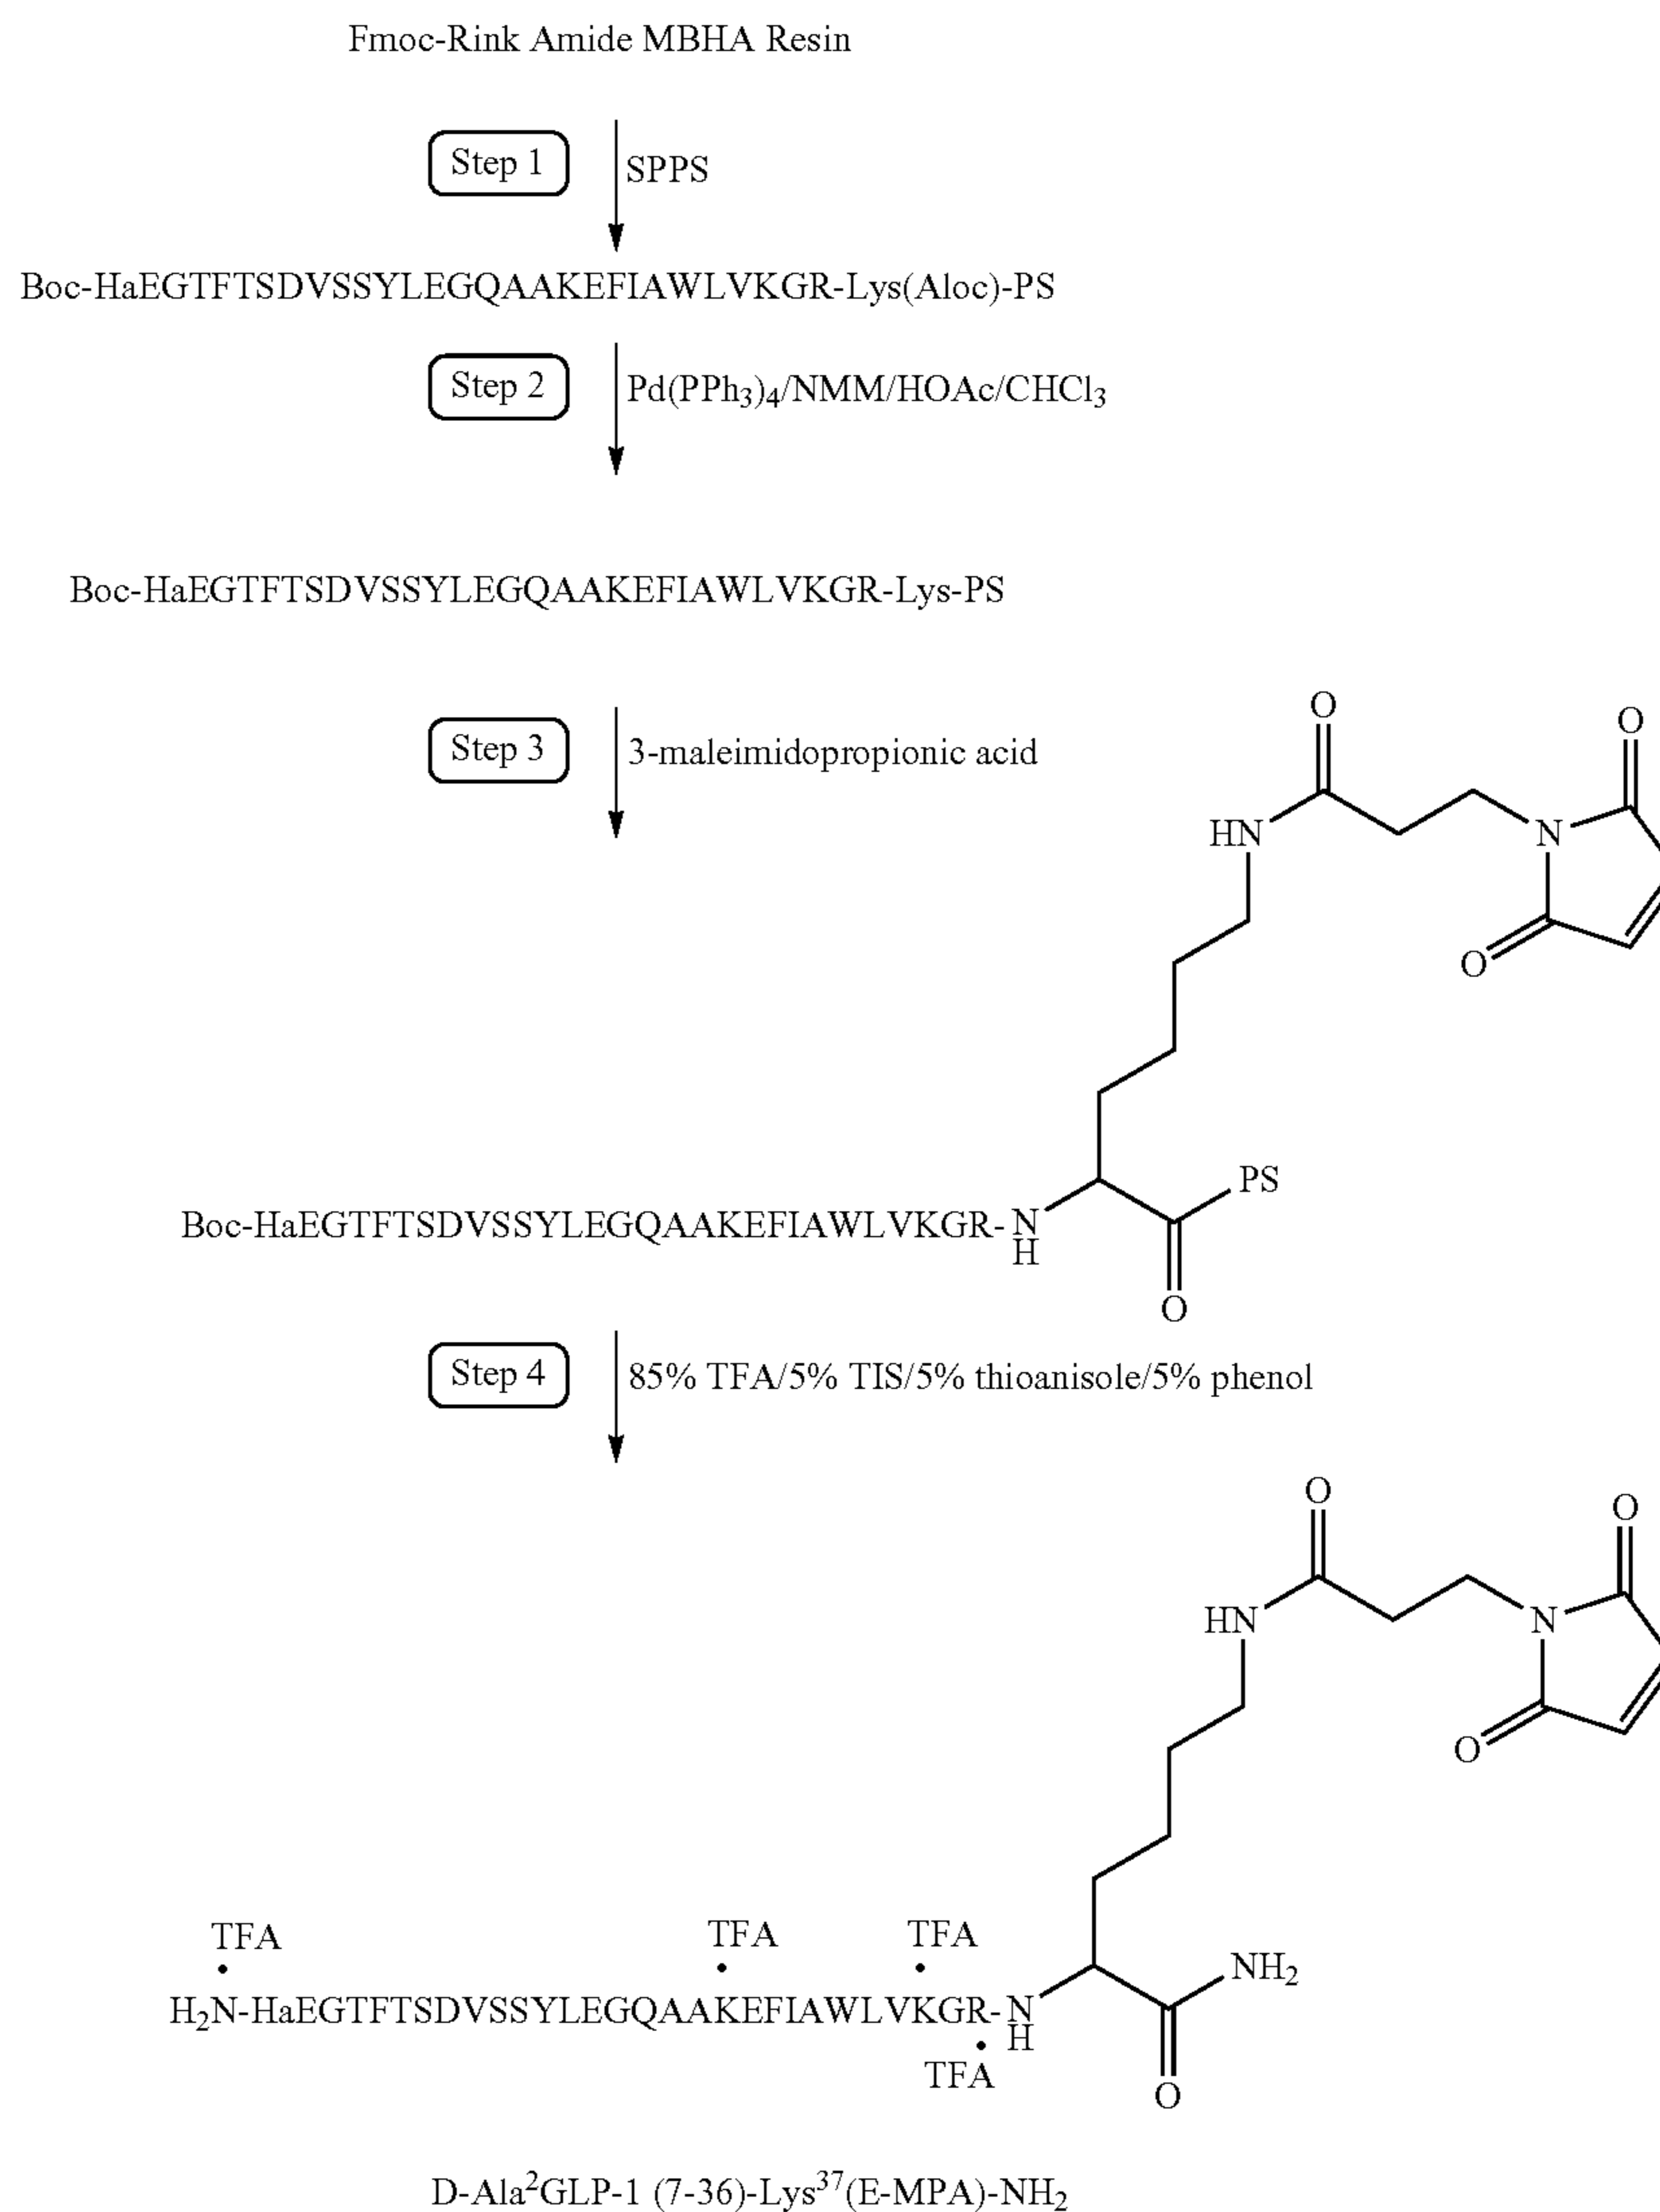 Fmoc-Rink Amide MBHA Resin
Step 1
SPPS
Boc-HaEGTFTSDVSSYLEGQAAKEFIAWLVKGR-Lys(Aloc)-PS
Step 2
Pd(PPh3)4/NMM/HOAc/CHCl3
Boc-HaEGTFTSDVSSYLEGQAAKEFIAWLVKGR-Lys-PS
Step 3
3-maleimidopropionic acid
O
O
HN
N
O
PS
Boc-HaEGTFTSDVSSYLEGQAAKEFIAWLVKGR-
N
H
O
Step 4
85% TFA/5% TIS/5% thioanisole/5% phenol
O
O
HN
N
O
TFA
TFA
TFA
NH2
H2N-HaEGTFTSDVSSYLEGQAAKEFIAWLVKGR-
N
H
TFA
O
D-Ala2GLP-1 (7-36)-Lys37(E-MPA)-NH2